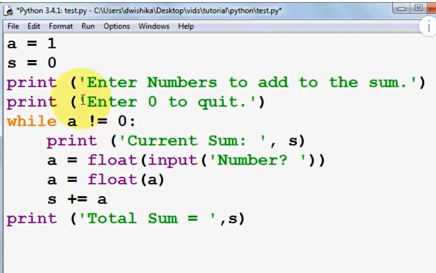 *Python 3.4.1: test.py - C:\Users\dwishika\Desktop\vids\tutorial\python\test.py*
File Edit Format Run Options Windows Help
a = 1
s = 0
print ('Enter Numbers to add to the sum.')
print ('Enter 0 to quit.')
while a != 0:
    print ('Current Sum: ', s)
    a = float(input('Number? '))
    a = float(a)
    s += a
print ('Total Sum = ',s)